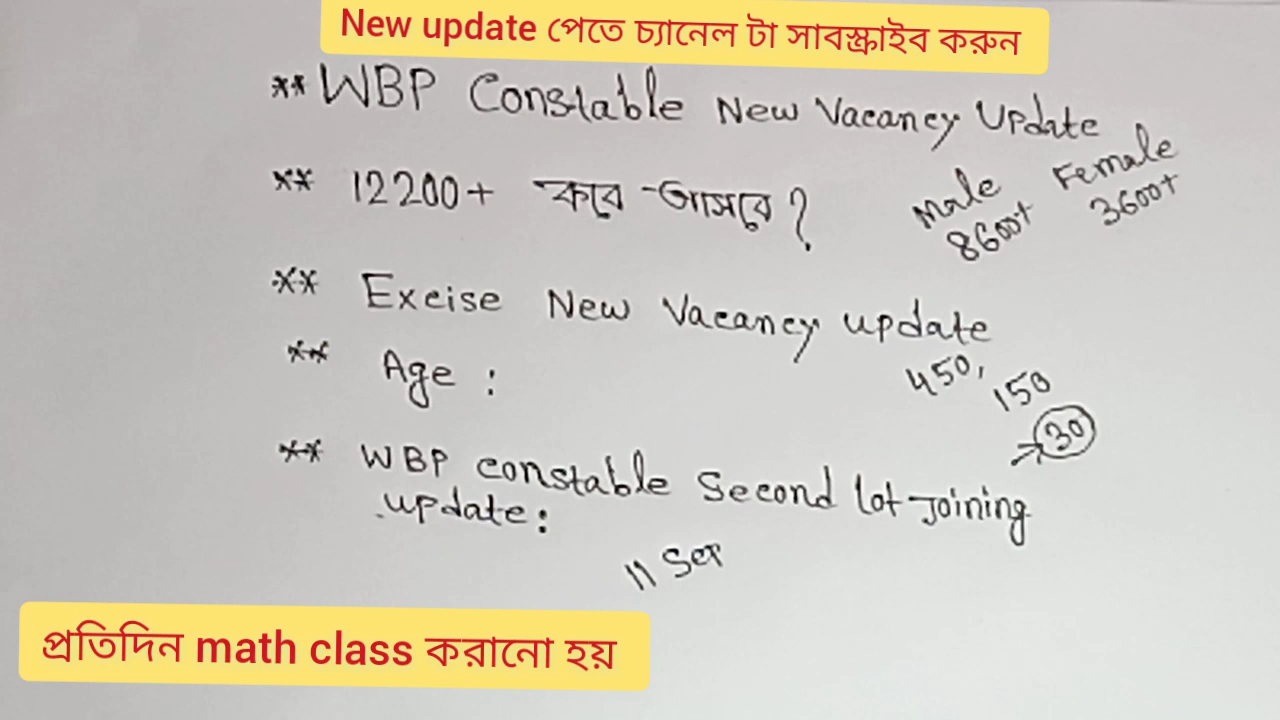 New update পেতে চ্যানেল টা সাবস্ক্রাইব করুন
** WBP Constable New Vacancy Update
** 12200+ কবে আসবে ?
Male Female
8600+ 3600+
** Excise New Vacancy update
450, 150
** Age :
→ 30
** WBP constable Second lot Joining
update :
11 Sep
প্রতিদিন math class করানো হয়